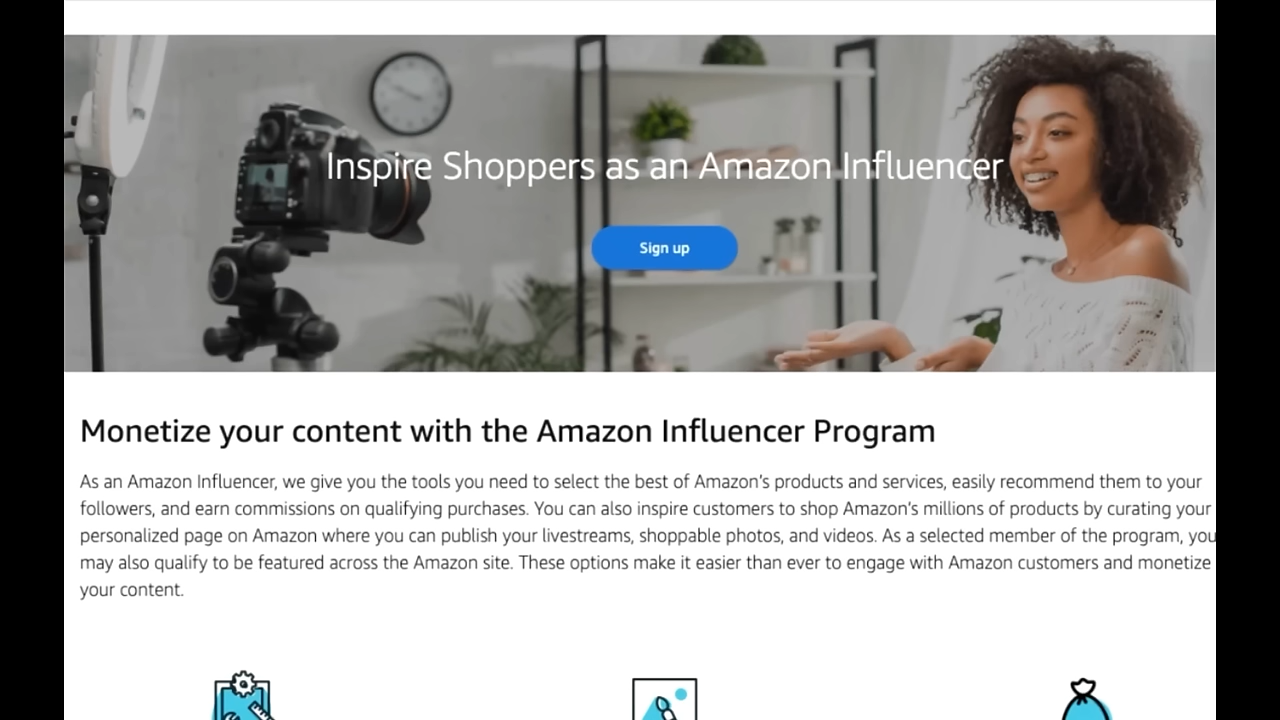 Inspire Shoppers as an Amazon Influencer
Sign up
Monetize your content with the Amazon Influencer Program
As an Amazon Influencer, we give you the tools you need to select the best of Amazon's products and services, easily recommend them to your
followers, and earn commissions on qualifying purchases. You can also inspire customers to shop Amazon's millions of products by curating your
personalized page on Amazon where you can publish your livestreams, shoppable photos, and videos. As a selected member of the program, you
may also qualify to be featured across the Amazon site. These options make it easier than ever to engage with Amazon customers and monetize
your content.